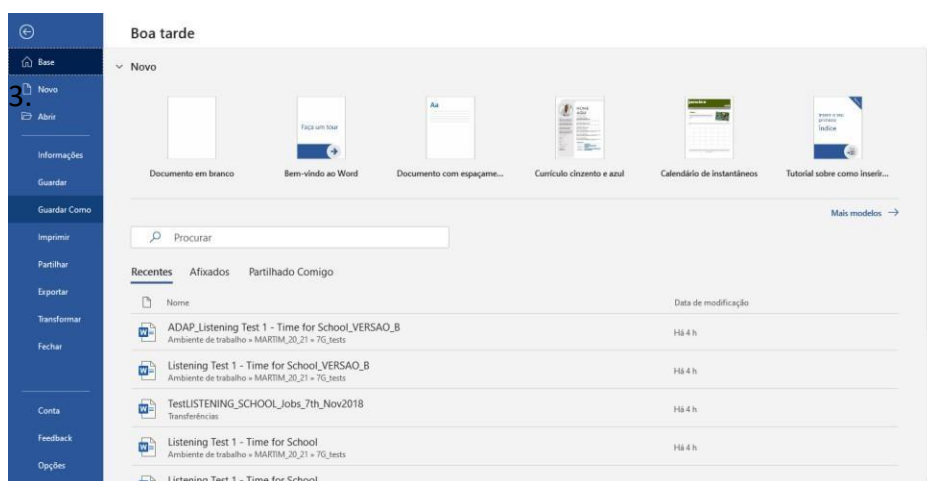 Boa tarde
Base
Novo
3.
Abrir
Informações
Guardar
Guardar Como
Imprimir
Partilhar
Exportar
Transformar
Fechar
Conta
Feedback
Opções
Novo
Faça um tour
Aa
Insira o seu primeiro
Índice
Documento em branco
Bem-vindo ao Word
Documento com espaçame...
Currículo cinzento e azul
Calendário de instantâneos
Tutorial sobre como inserir...
Mais modelos
Procurar
Recentes Afixados Partilhado Comigo
Nome Data de modificação
ADAP_Listening Test 1 - Time for School_VERSAO_B
Ambiente de trabalho » MARTIM_20_21 » 7G_tests
Há 4 h
Listening Test 1 - Time for School_VERSAO_B
Ambiente de trabalho » MARTIM_20_21 » 7G_tests
Há 4 h
TestLISTENING_SCHOOL_Jobs_7th_Nov2018
Transferências
Há 4 h
Listening Test 1 - Time for School
Ambiente de trabalho » MARTIM_20_21 » 7G_tests
Há 4 h
Listening Test 1 - Time for School